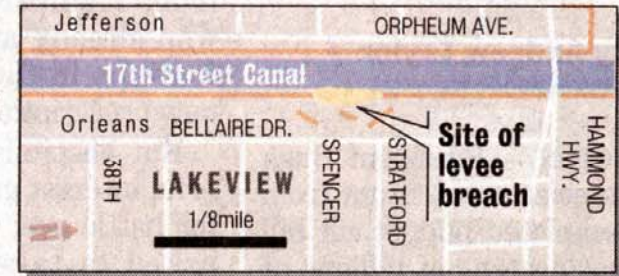 Jefferson ORPHEUM AVE.
17th Street Canal
Orleans BELLAIRE DR.
38TH
LAKEVIEW
1/8mile
SPENCER
STRATFORD
Site of
levee
breach
HAMMOND
HWY.
N